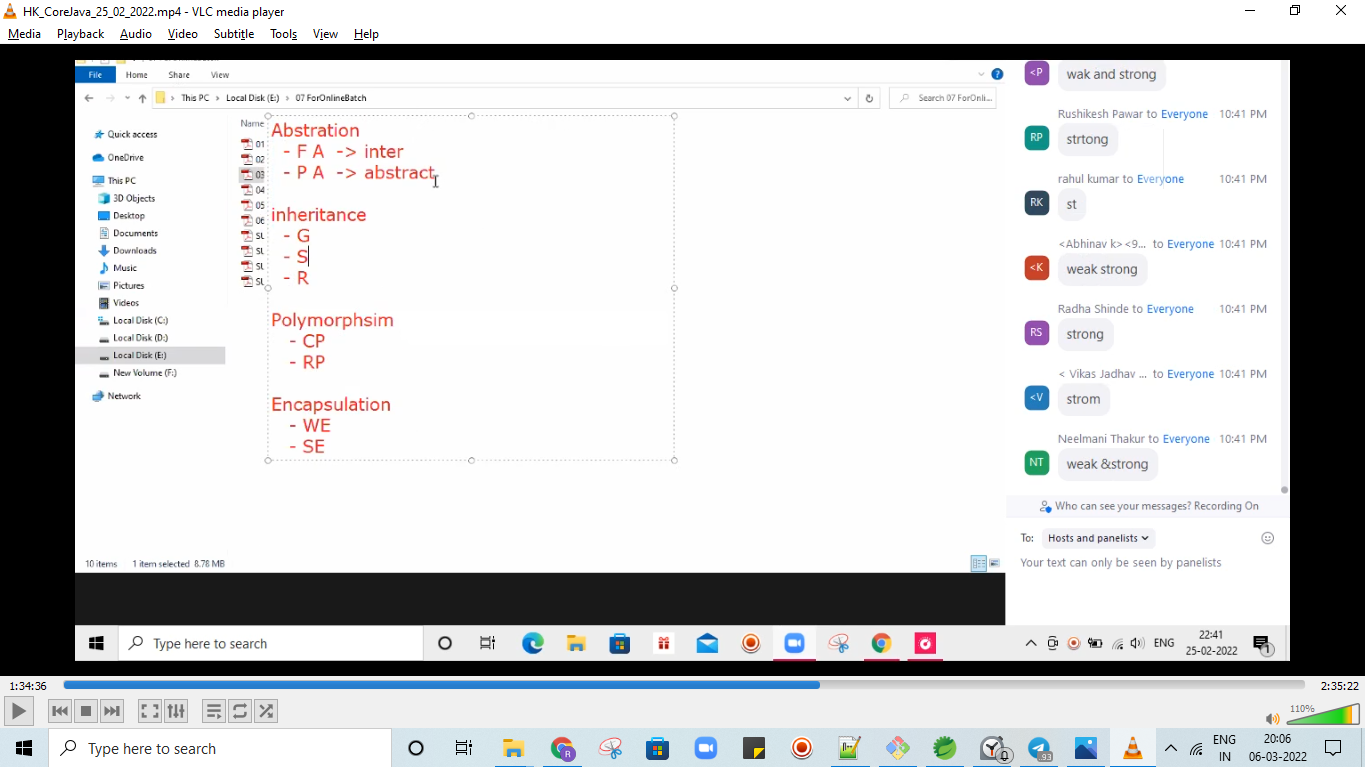 HK_CoreJava_25_02_2022.mp4 - VLC media player
Media Playback Audio Video Subtitle Tools View Help
File Home Share View
This PC > Local Disk (E:) > 07 ForOnlineBatch
Search 07 ForOnli...
Quick access
OneDrive
This PC
3D Objects
Desktop
Documents
Downloads
Music
Pictures
Videos
Local Disk (C:)
Local Disk (D:)
Local Disk (E:)
New Volume (F:)
Network
Name
01
02
03
04
05
06
SL
SL
SL
SL
Abstration
- F A -> inter
- P A -> abstract
inheritance
- G
- S
- R
Polymorphsim
- CP
- RP
Encapsulation
- WE
- SE
10 items 1 item selected 8.78 MB
<P
wak and strong
Rushikesh Pawar to Everyone 10:41 PM
RP
strtong
rahul kumar to Everyone 10:41 PM
RK
st
<Abhinav k> <9... to Everyone 10:41 PM
<K
weak strong
Radha Shinde to Everyone 10:41 PM
RS
strong
< Vikas Jadhav ... to Everyone 10:41 PM
<V
strom
Neelmani Thakur to Everyone 10:41 PM
NT
weak &strong
Who can see your messages? Recording On
To: Hosts and panelists
Your text can only be seen by panelists
Type here to search
ENG
22:41
25-02-2022
1
1:34:36
2:35:22
110%
Type here to search
93
ENG
IN
20:06
06-03-2022